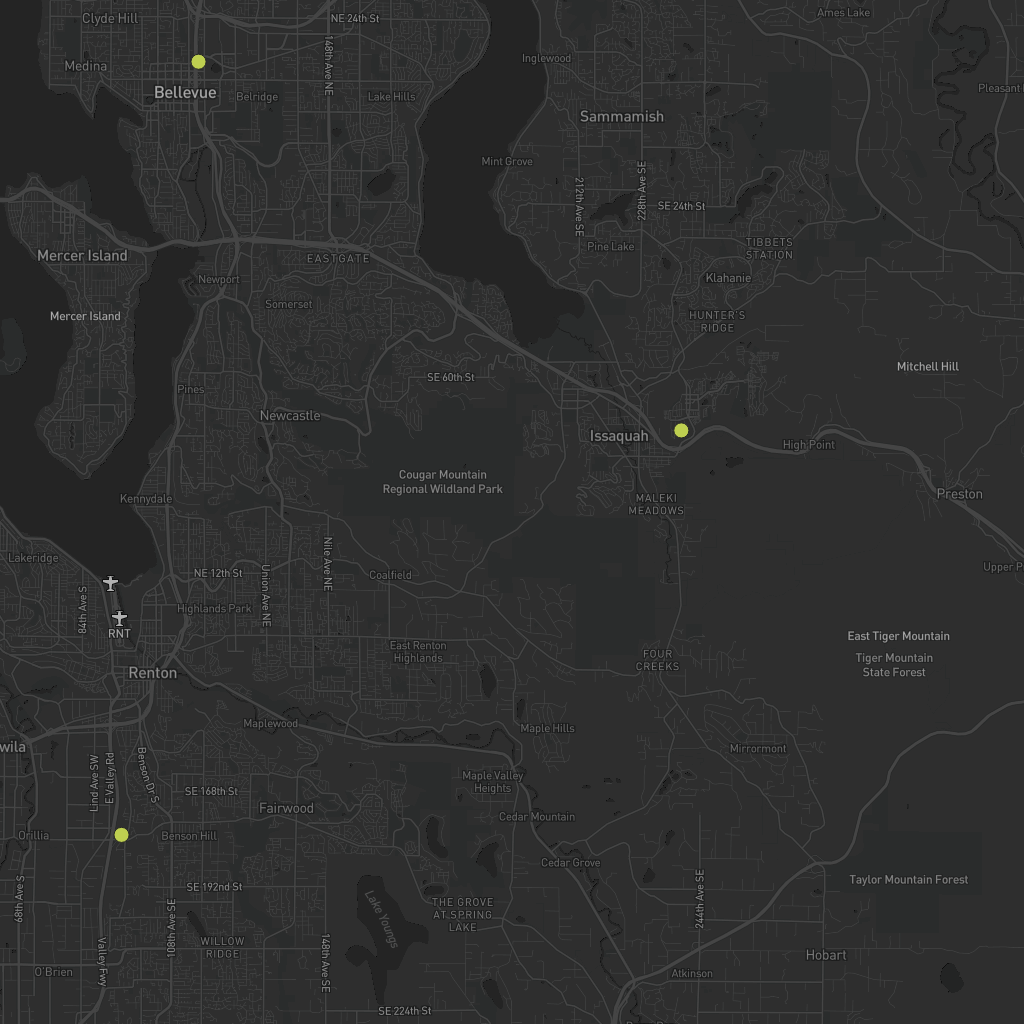 Clyde Hill
NE 24th St
Ames Lake
Medina
148th Ave NE
Inglewood
Bellevue
Belridge
Lake Hills
Sammamish
Mint Grove
212th Ave SE
228th Ave SE
SE 24th St
Mercer Island
EASTGATE
Pine Lake
TIBBETS
STATION
Newport
Klahanie
Somerset
Mercer Island
HUNTER'S
RIDGE
Mitchell Hill
SE 60th St
Pines
Newcastle
Issaquah
High Point
Cougar Mountain
Regional Wildland Park
Kennydale
MALEKI
MEADOWS
Preston
Lakeridge
NE 12th St
Nile Ave NE
Coalfield
84th Ave S
Union Ave NE
Highlands Park
RNT
East Renton
Highlands
East Tiger Mountain
FOUR
CREEKS
Tiger Mountain
State Forest
Renton
Maplewood
Maple Hills
wila
Mirrormont
Lind Ave SW
E Valley Rd
Benson Dr S
SE 168th St
Maple Valley
Heights
Fairwood
Cedar Mountain
Orillia
Benson Hill
Cedar Grove
68th Ave S
SE 192nd St
244th Ave SE
Taylor Mountain Forest
108th Ave SE
Lake Youngs
THE GROVE
AT SPRING
LAKE
WILLOW
RIDGE
148th Ave SE
Valley Fwy
Hobart
O'Brien
Atkinson
SE 224th St